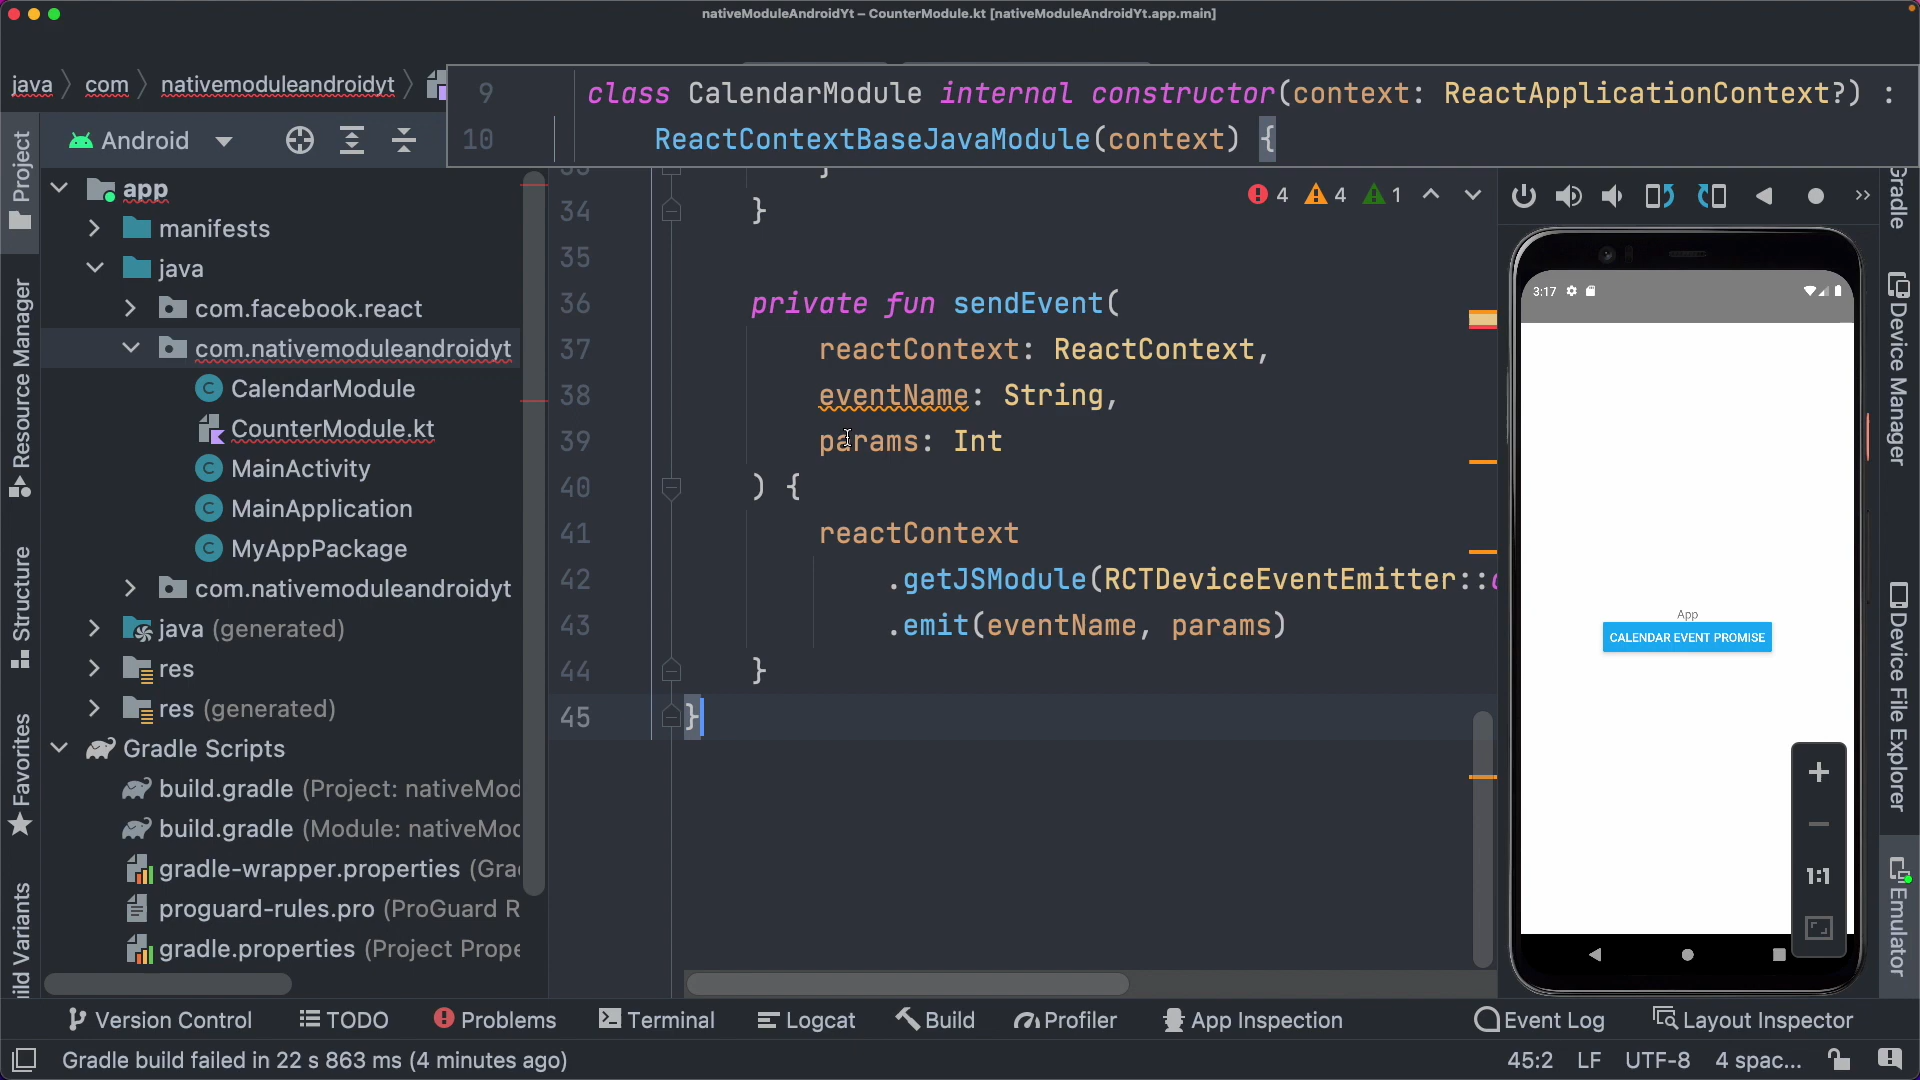 nativeModuleAndroidYt – CounterModule.kt [nativeModuleAndroidYt.app.main]
java
com
nativemoduleandroidyt
9 class CalendarModule internal constructor(context: ReactApplicationContext?) :
10 ReactContextBaseJavaModule(context) {
Android
Project
Resource Manager
Structure
Favorites
app
manifests
java
com.facebook.react
com.nativemoduleandroidyt
CalendarModule
CounterModule.kt
MainActivity
MainApplication
MyAppPackage
com.nativemoduleandroidyt
java (generated)
res
res (generated)
Gradle Scripts
build.gradle (Project: nativeMod
build.gradle (Module: nativeMod
gradle-wrapper.properties (Gra
proguard-rules.pro (ProGuard R
gradle.properties (Project Prope
4 4 1
34 }
35
36 private fun sendEvent(
37 reactContext: ReactContext,
38 eventName: String,
39 params: Int
40 ) {
41 reactContext
42 .getJSModule(RCTDeviceEventEmitter::
43 .emit(eventName, params)
44 }
45 }
3:17
App
CALENDAR EVENT PROMISE
1:1
Gradle
Device Manager
Device File Explorer
Emulator
Version Control
TODO
Problems
Terminal
Logcat
Build
Profiler
App Inspection
Event Log
Layout Inspector
Gradle build failed in 22 s 863 ms (4 minutes ago)
45:2 LF UTF-8 4 spac...